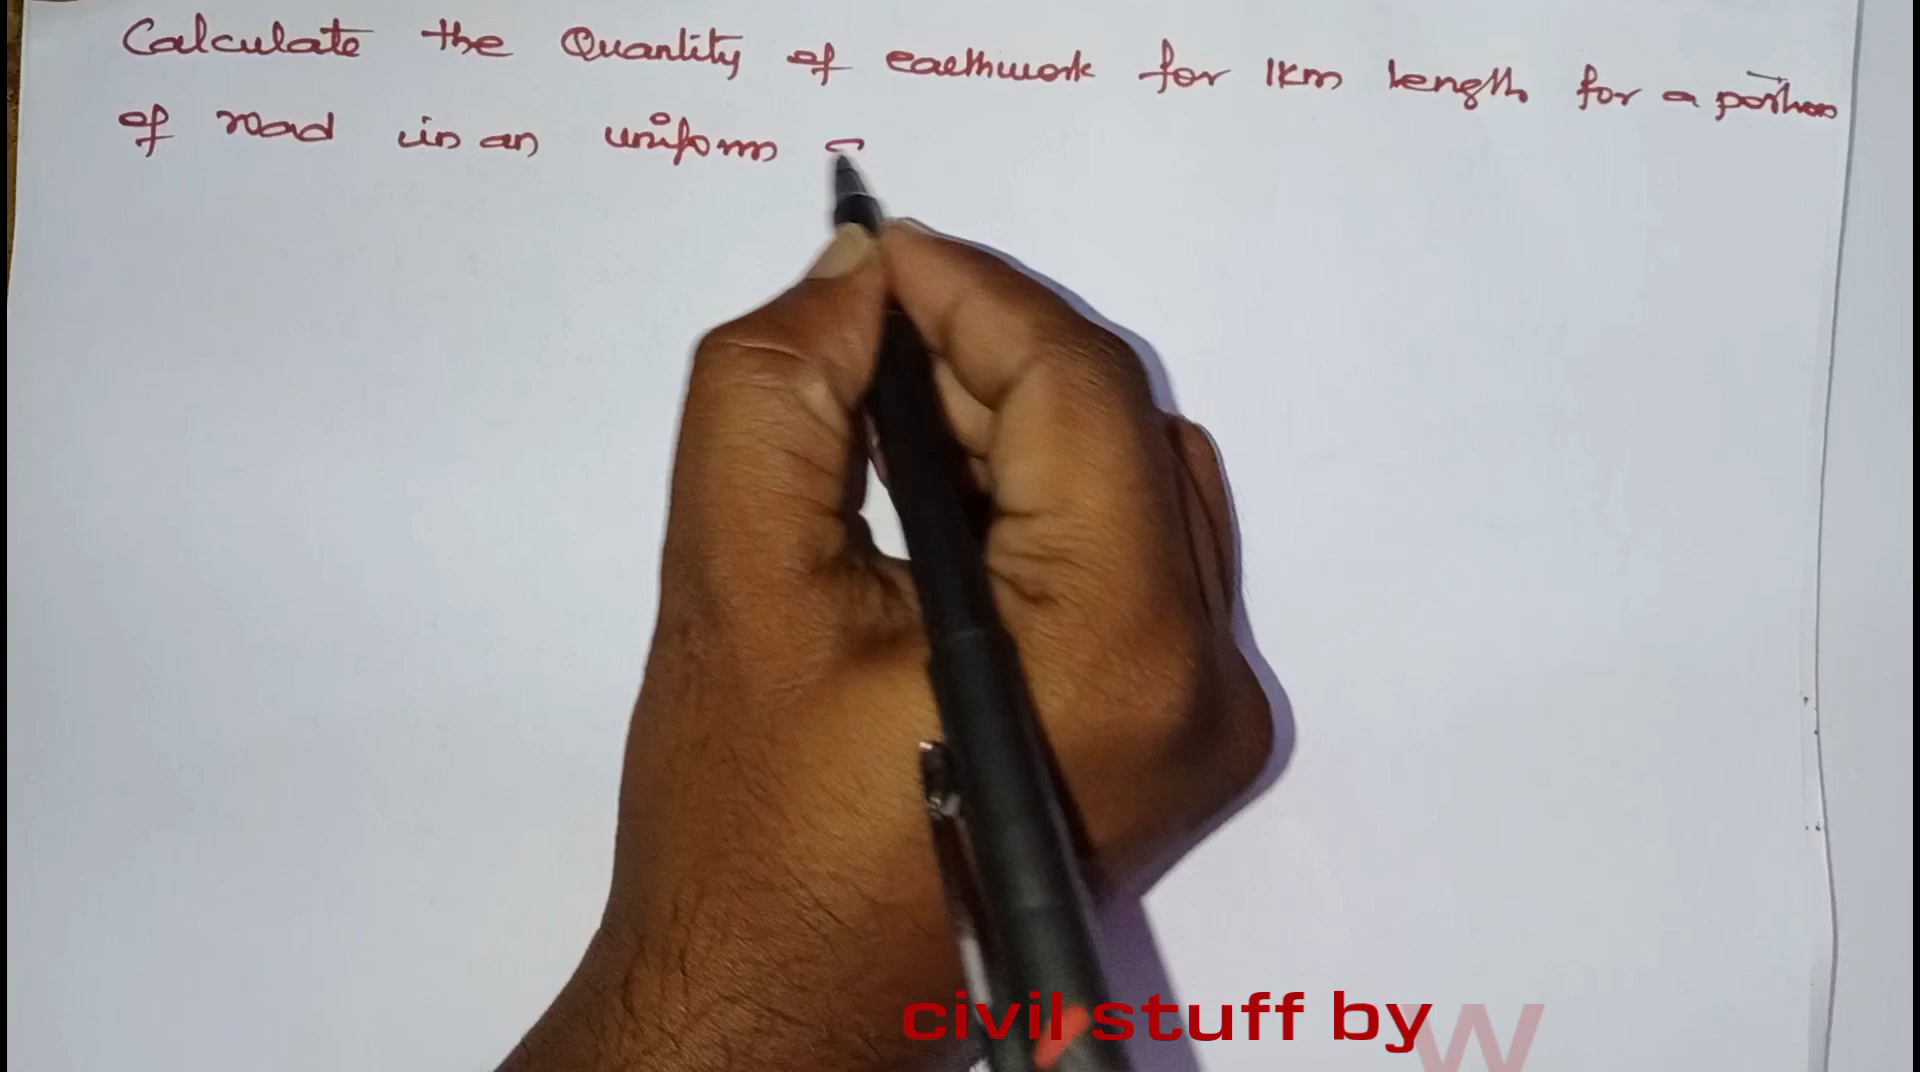 Calculate the Quantity of earthwork for 1km length for a portion
of road in an uniform
civil stuff by
W